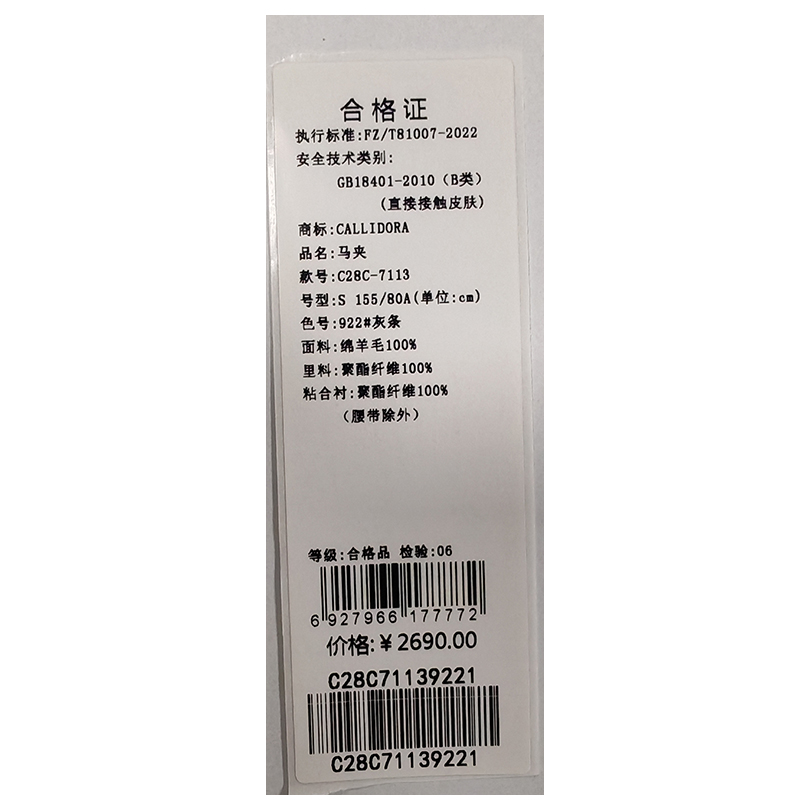 合格证
执行标准:FZ/T81007-2022
安全技术类别:
GB18401-2010（B类）
(直接接触皮肤)
商标:CALLIDORA
品名:马夹
款号:C28C-7113
号型:S 155/80A(单位:cm)
色号:922#灰条
面料:绵羊毛100%
里料:聚酯纤维100%
粘合衬:聚酯纤维100%
（腰带除外）
等级:合格品 检验:06
6 927966 177772
价格:￥2690.00
C28C71139221
C28C71139221